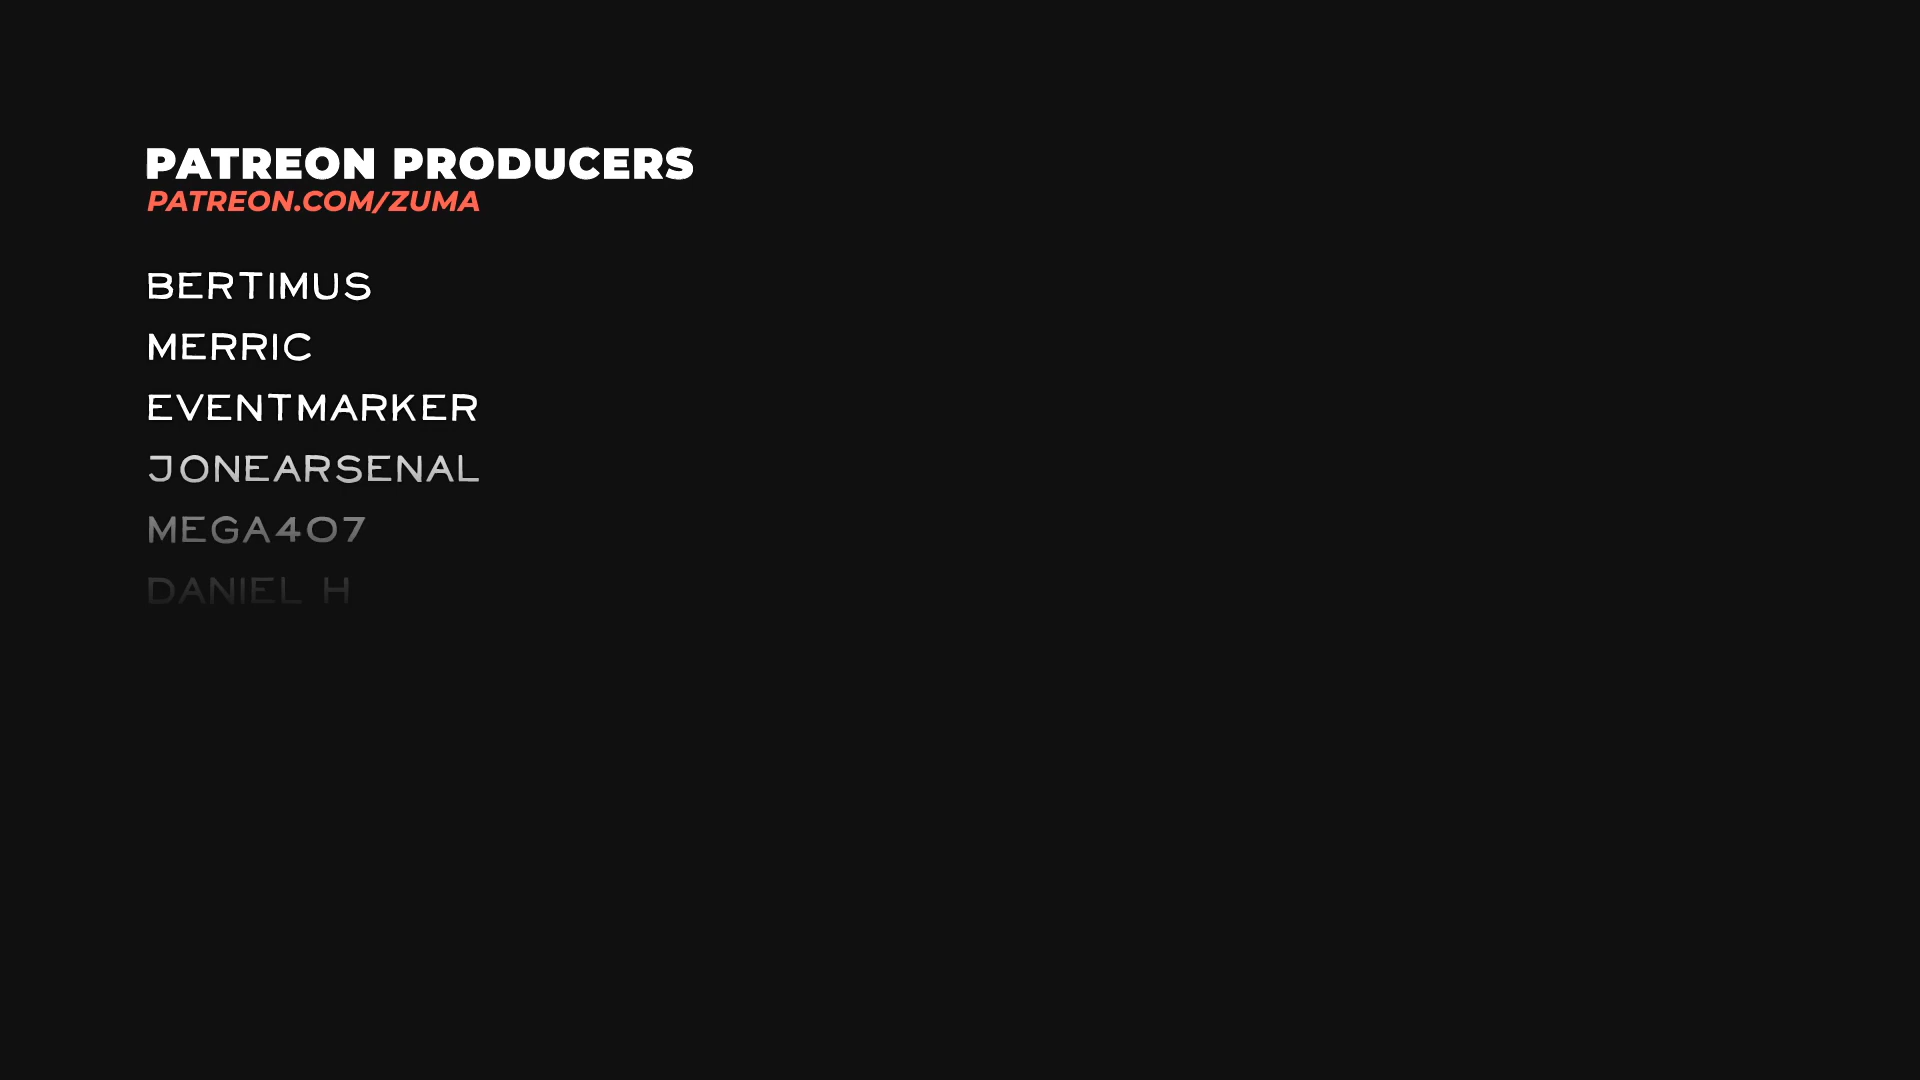 PATREON PRODUCERS
PATREON.COM/ZUMA
BERTIMUS
MERRIC
EVENTMARKER
JONEARSENAL
MEGA407
DANIEL H